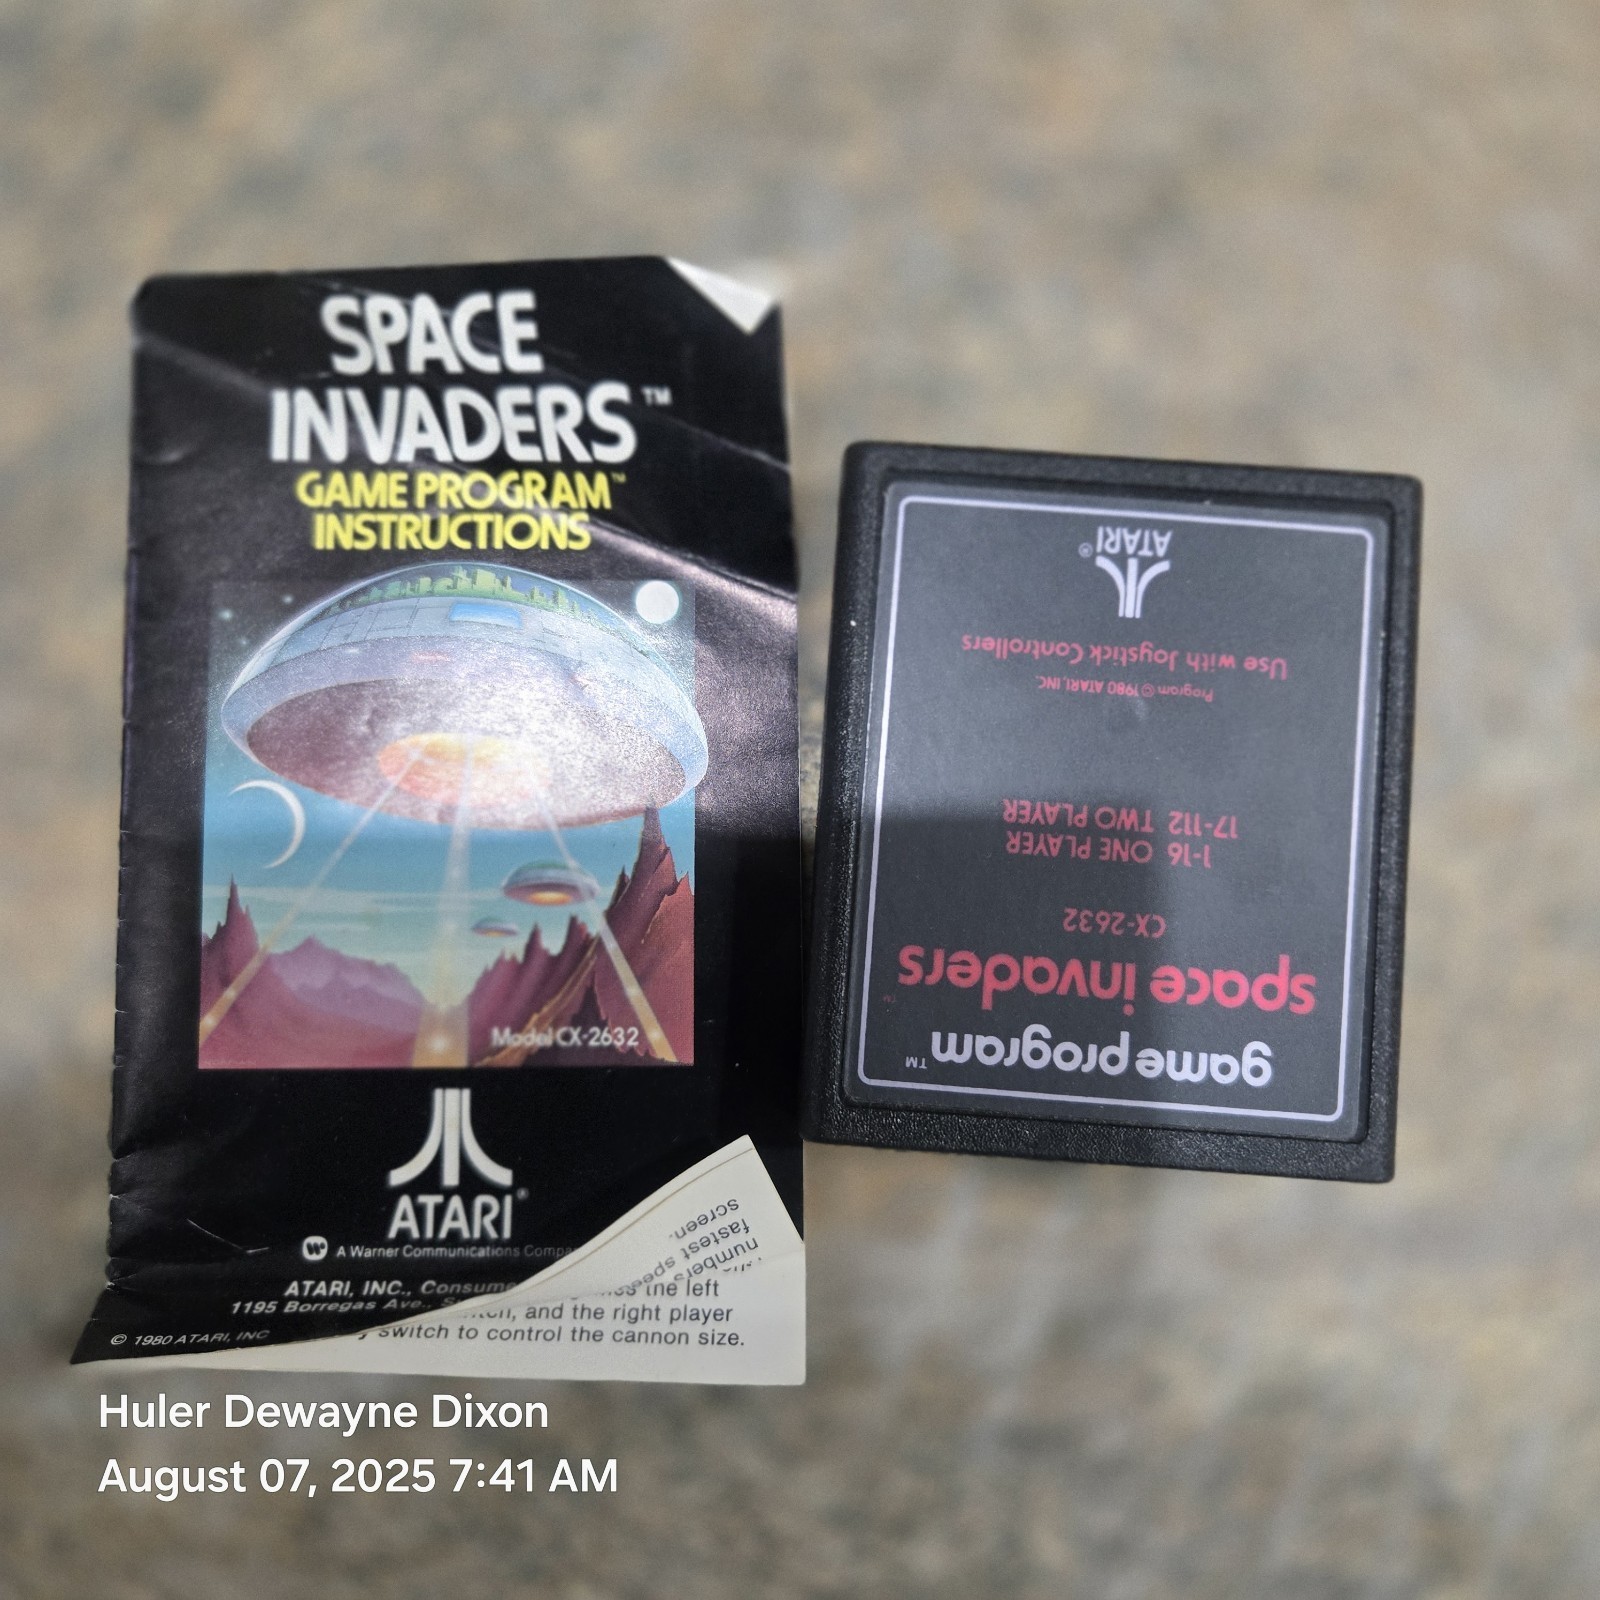 SPACE
INVADERS™
GAME PROGRAM™
INSTRUCTIONS
Model CX-2632
ATARI®
A Warner Communications
ATARI, INC.,
1195 Borregas Ave.,
© 1980 ATARI, INC
screen.
fastest speed
numbers
the left
and the right player
switch to control the cannon size.
game program™
space invaders™
CX-2632
1-16 ONE PLAYER
17-112 TWO PLAYER
Program © 1980 ATARI, INC.
Use with Joystick Controllers
ATARI®
Huler Dewayne Dixon
August 07, 2025 7:41 AM